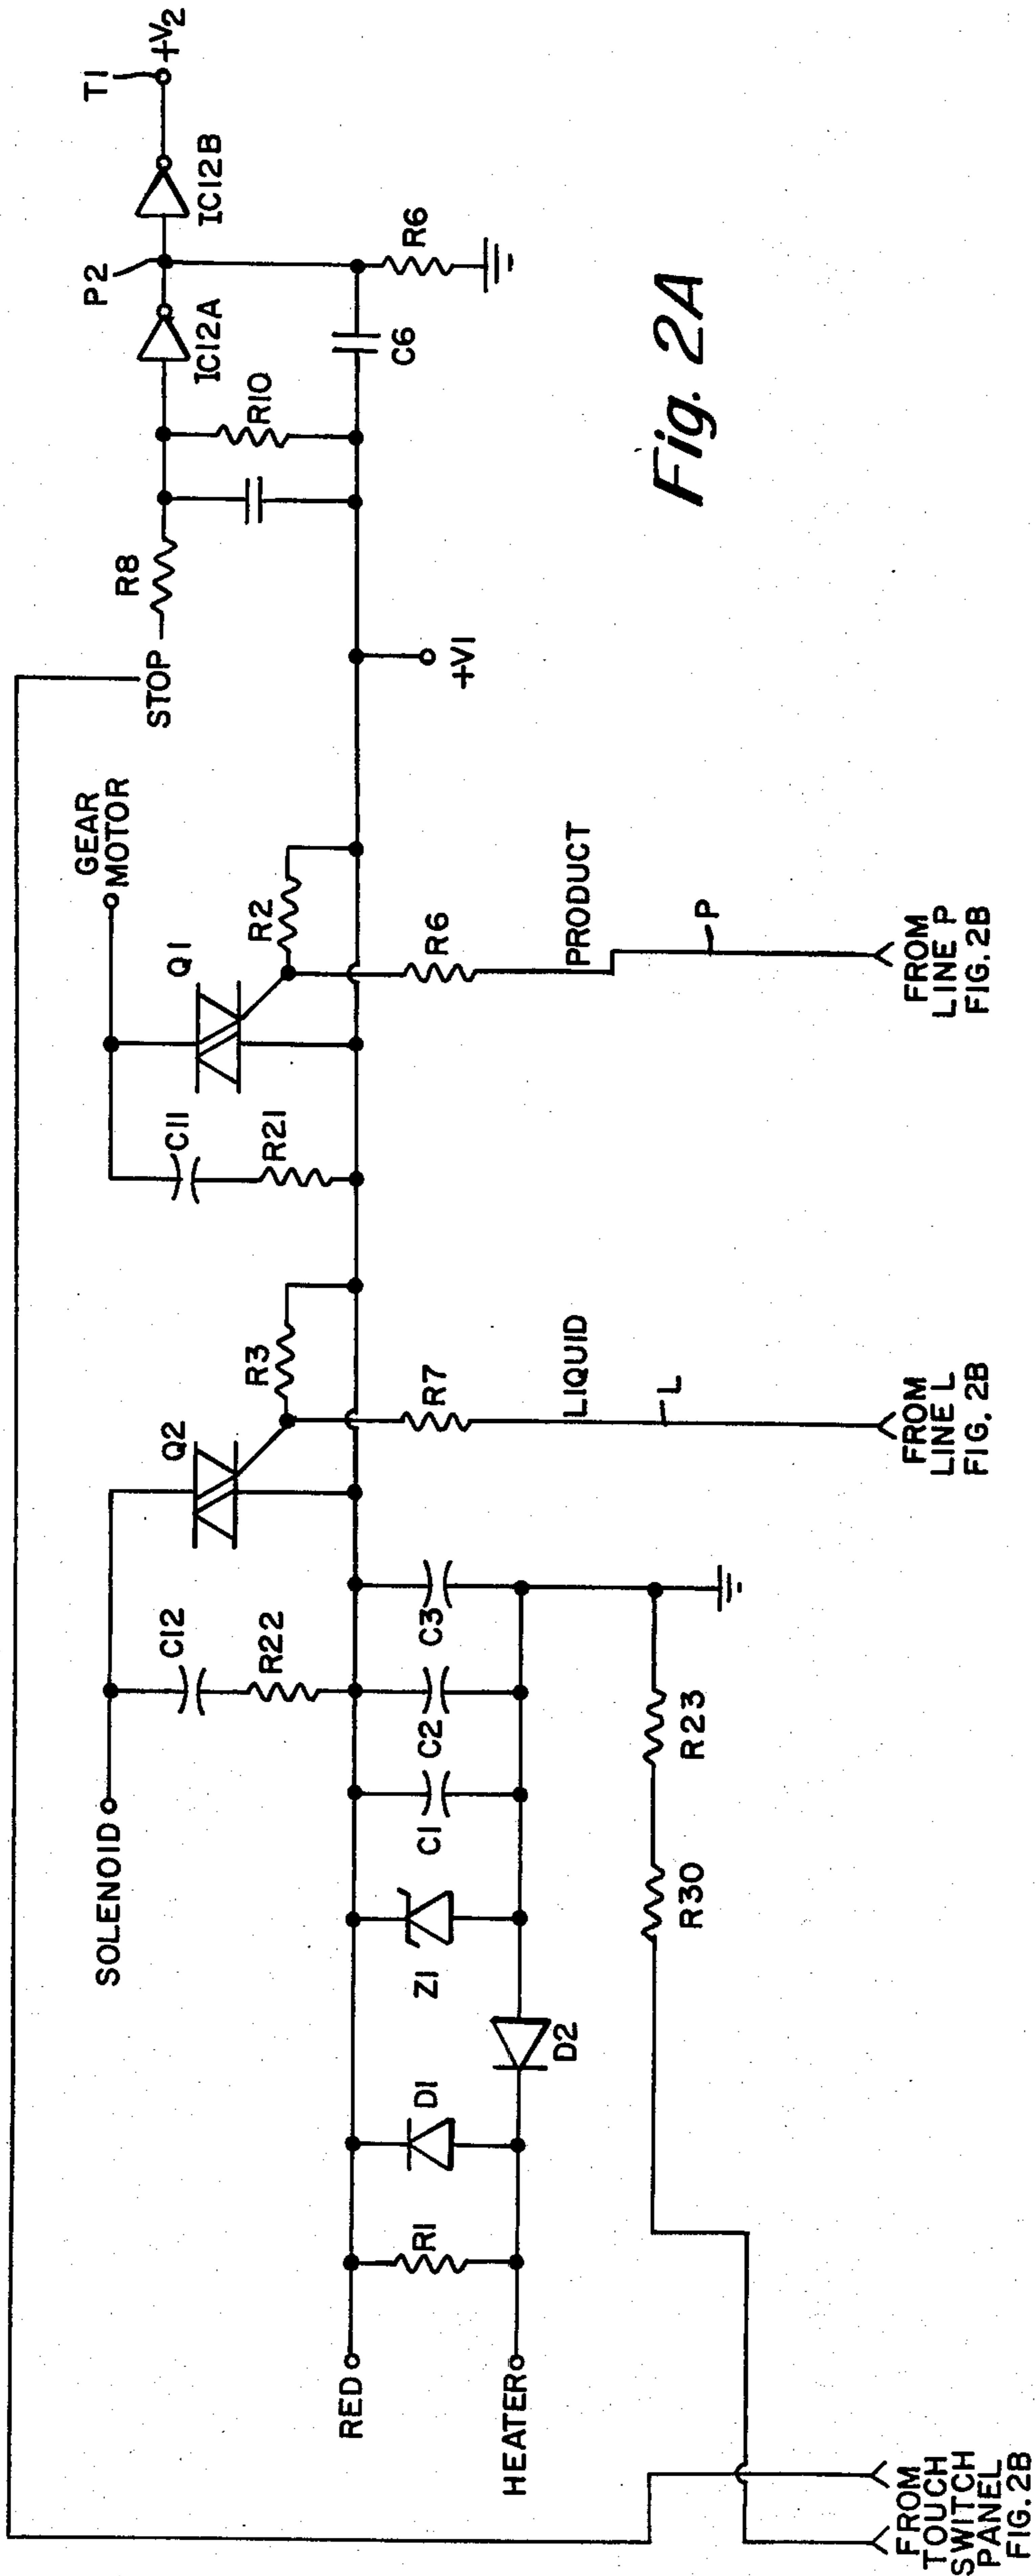 T1
+V2
P2
IC12A
IC12B
R8
R10
C6
R6
STOP
+V1
GEAR
MOTOR
Q1
R2
C11
R21
R6
PRODUCT
P
FROM
LINE P
FIG. 2B
SOLENOID
C12
R22
Q2
R3
R7
LIQUID
L
FROM
LINE L
FIG. 2B
RED
HEATER
R1
D1
D2
Z1
C1
C2
C3
R30
R23
FROM
TOUCH
SWITCH
PANEL
FIG. 2B
Fig. 2A